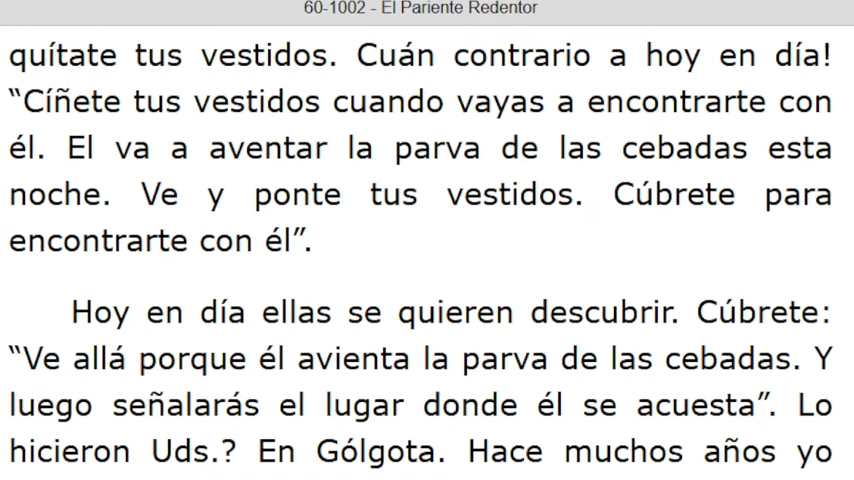 60-1002 - El Pariente Redentor
quítate tus vestidos. Cuán contrario a hoy en día!
“Cíñete tus vestidos cuando vayas a encontrarte con
él. El va a aventar la parva de las cebadas esta
noche. Ve y ponte tus vestidos. Cúbrete para
encontrarte con él”.
Hoy en día ellas se quieren descubrir. Cúbrete:
“Ve allá porque él avienta la parva de las cebadas. Y
luego señalarás el lugar donde él se acuesta”. Lo
hicieron Uds.? En Gólgota. Hace muchos años yo